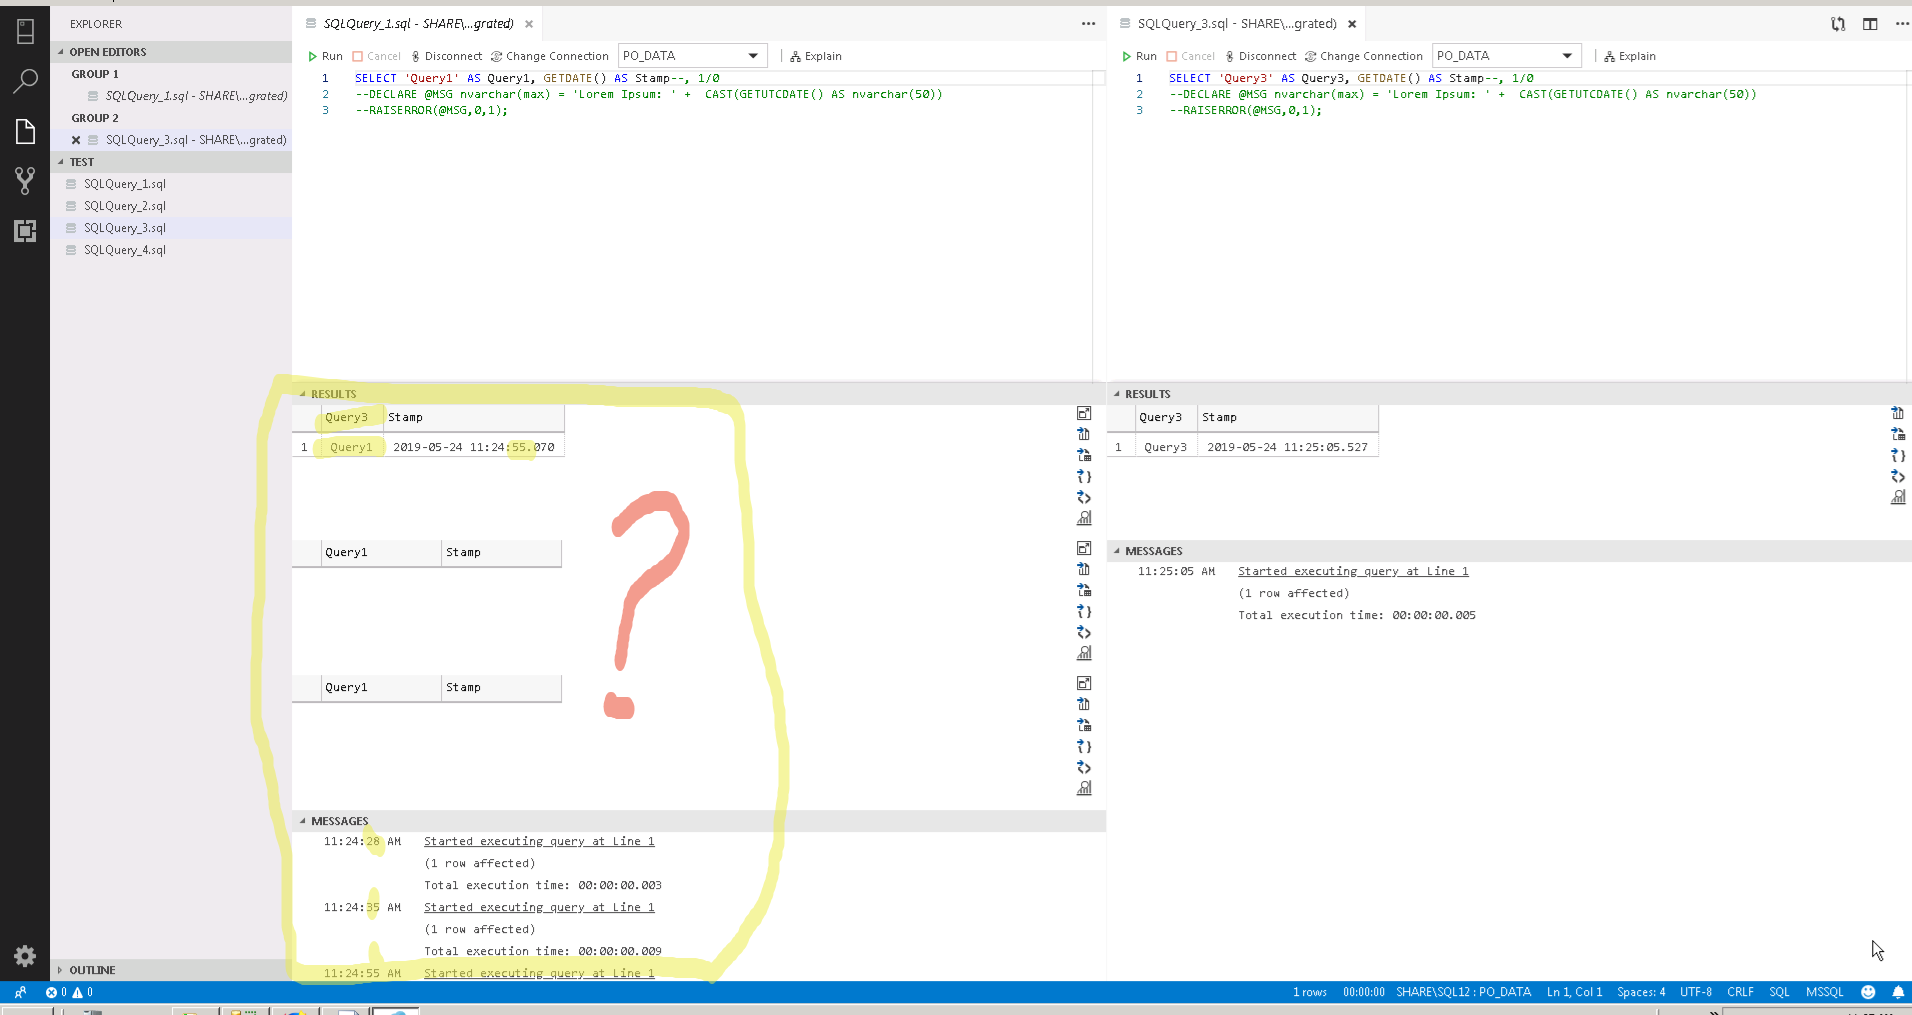 EXPLORER
OPEN EDITORS
GROUP 1
SQLQuery_1.sql - SHARE\...grated)
GROUP 2
SQLQuery_3.sql - SHARE\...grated)
TEST
SQLQuery_1.sql
SQLQuery_2.sql
SQLQuery_3.sql
SQLQuery_4.sql
OUTLINE
SQLQuery_1.sql - SHARE\...grated)
Run Cancel Disconnect Change Connection PO_DATA Explain
1 SELECT 'Query1' AS Query1, GETDATE() AS Stamp--, 1/0
2 --DECLARE @MSG nvarchar(max) = 'Lorem Ipsum: ' + CAST(GETUTCDATE() AS nvarchar(50))
3 --RAISERROR(@MSG,0,1);
RESULTS
Query3 Stamp
1 Query1 2019-05-24 11:24:55.070
Query1 Stamp
Query1 Stamp
?
MESSAGES
11:24:28 AM Started executing query at Line 1
(1 row affected)
Total execution time: 00:00:00.003
11:24:35 AM Started executing query at Line 1
(1 row affected)
Total execution time: 00:00:00.009
11:24:55 AM Started executing query at Line 1
SQLQuery_3.sql - SHARE\...grated)
Run Cancel Disconnect Change Connection PO_DATA Explain
1 SELECT 'Query3' AS Query3, GETDATE() AS Stamp--, 1/0
2 --DECLARE @MSG nvarchar(max) = 'Lorem Ipsum: ' + CAST(GETUTCDATE() AS nvarchar(50))
3 --RAISERROR(@MSG,0,1);
RESULTS
Query3 Stamp
1 Query3 2019-05-24 11:25:05.527
MESSAGES
11:25:05 AM Started executing query at Line 1
(1 row affected)
Total execution time: 00:00:00.005
0 0 1 rows 00:00:00 SHARE\SQL12 : PO_DATA Ln 1, Col 1 Spaces: 4 UTF-8 CRLF SQL MSSQL